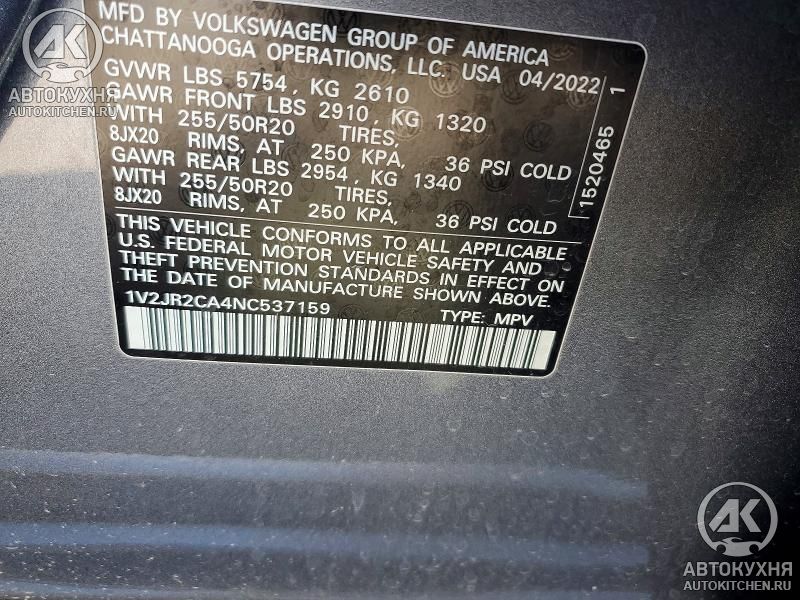 MFD BY VOLKSWAGEN GROUP OF AMERICA
CHATTANOOGA OPERATIONS, LLC. USA 04/2022
GVWR LBS 5754, KG 2610
GAWR FRONT LBS 2910, KG 1320
WITH 255/50R20 TIRES,
8JX20 RIMS, AT 250 KPA, 36 PSI COLD
GAWR REAR LBS 2954, KG 1340
WITH 255/50R20 TIRES,
8JX20 RIMS, AT 250 KPA, 36 PSI COLD
THIS VEHICLE CONFORMS TO ALL APPLICABLE
U.S. FEDERAL MOTOR VEHICLE SAFETY AND
THEFT PREVENTION STANDARDS IN EFFECT ON
THE DATE OF MANUFACTURE SHOWN ABOVE.
1V2JR2CA4NC537159 TYPE: MPV
1520465 1
АК
АВТОКУХНЯ
AUTOKITCHEN.RU
АК
АВТОКУХНЯ
AUTOKITCHEN.RU